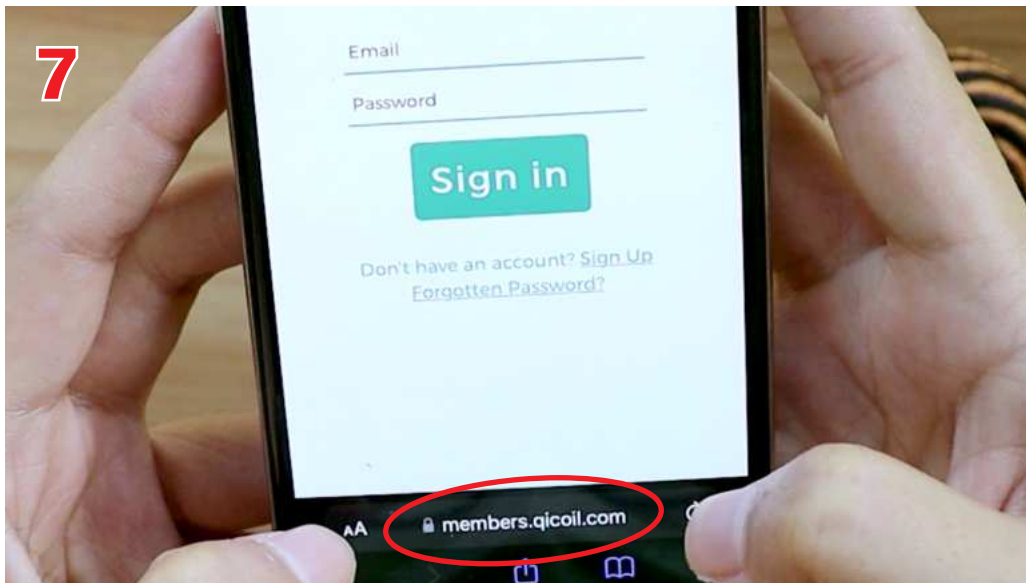 7
Email
Password
Sign in
Don't have an account? Sign Up
Forgotten Password?
AA members.qicoil.com